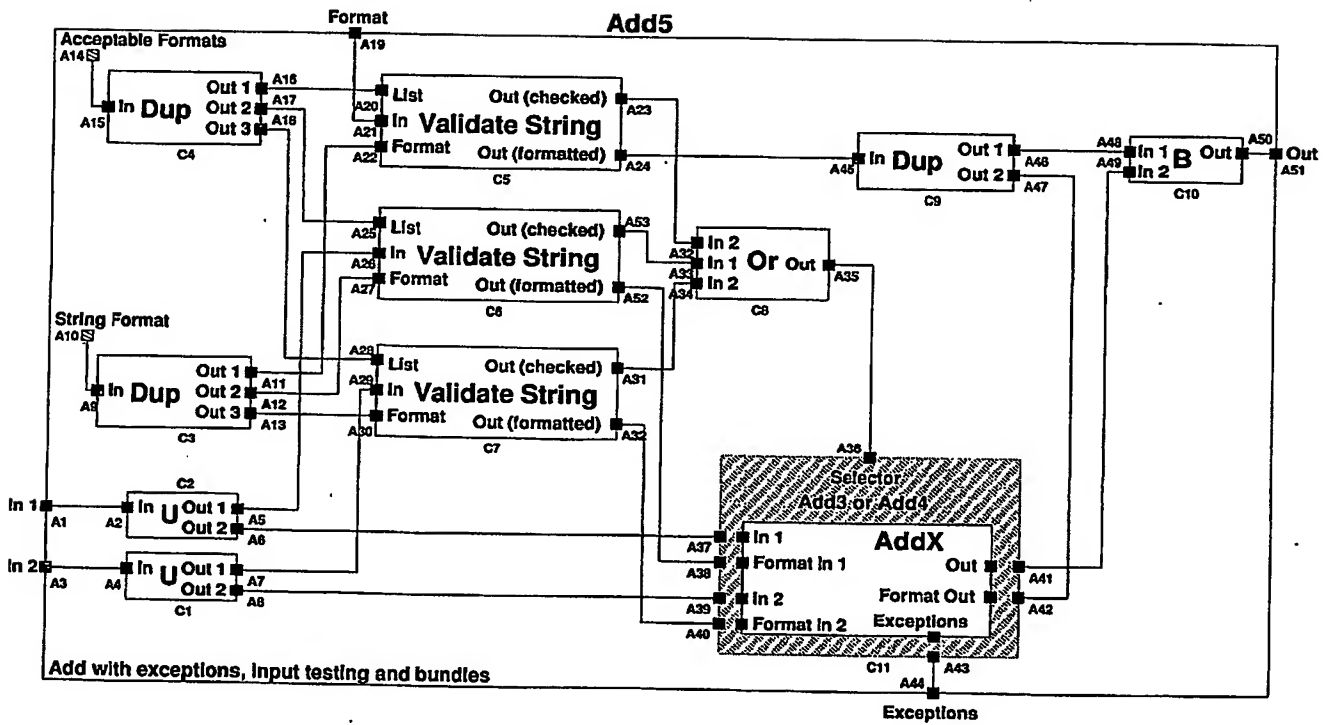 Format
Add5
A19
Acceptable Formats
A14
In Dup
Out 1
Out 2
Out 3
A15
A16
A17
A18
C4
List
In Validate String
Format
Out (checked)
Out (formatted)
A20
A21
A22
A23
A24
C5
In Dup
Out 1
Out 2
A45
A46
A47
C9
A48
A49
In 1 B Out
In 2
C10
A50
Out
A51
List
In Validate String
Format
Out (checked)
Out (formatted)
A25
A26
A27
A53
A52
C6
In 2
In 1 Or Out
In 2
A32
A33
A34
A35
C8
String Format
A10
In Dup
Out 1
Out 2
Out 3
A9
A11
A12
A13
C3
List
In Validate String
Format
Out (checked)
Out (formatted)
A28
A29
A30
A31
A32
C7
In 1
A1
A2
C2
In U Out 1
Out 2
A5
A6
In 2
A3
A4
In U Out 1
Out 2
A7
A8
C1
A36
Selector
Add3 or Add4
AddX
In 1
Format In 1
In 2
Format In 2
Out
Format Out
Exceptions
A37
A38
A39
A40
A41
A42
C11
A43
A44
Add with exceptions, input testing and bundles
Exceptions